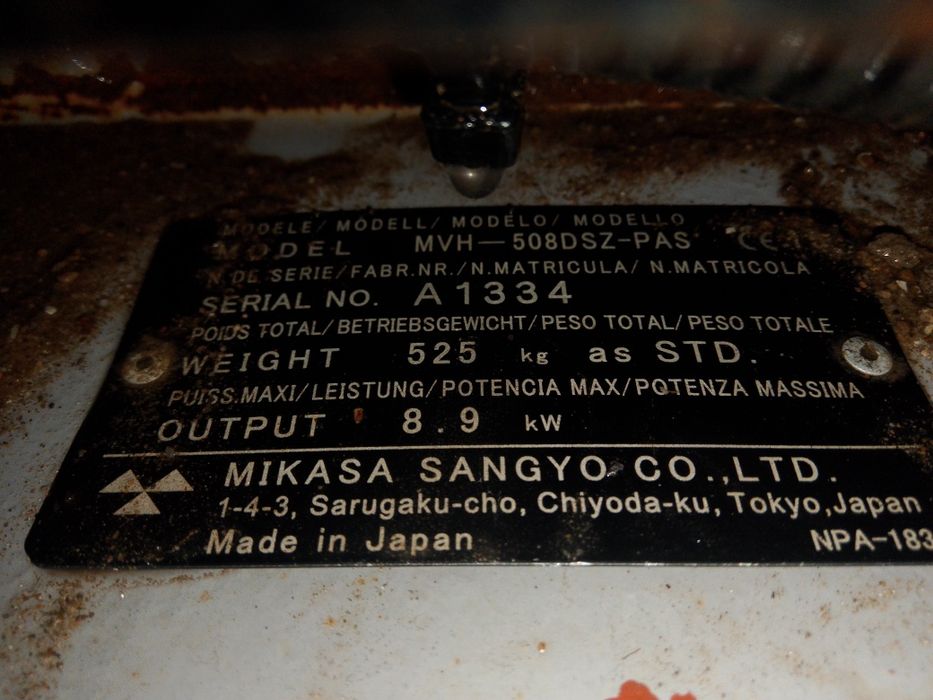 MODELE/ MODELL/ MODÉLO/ MODELLO
MODEL MVH-508DSZ-PAS CE
N.DE SERIE/FABR.NR./N.MATRICULA/ N.MATRICOLA
SERIAL NO. A1334
POIDS TOTAL/BETRIEBSGEWICHT/PESO TOTAL/PESO TOTALE
WEIGHT 525 kg as STD.
PUISS.MAXI/LEISTUNG/POTENCIA MAX/POTENZA MASSIMA
OUTPUT 8.9 kW
MIKASA SANGYO CO.,LTD.
1-4-3, Sarugaku-cho, Chiyoda-ku, Tokyo,Japan
Made in Japan NPA-183